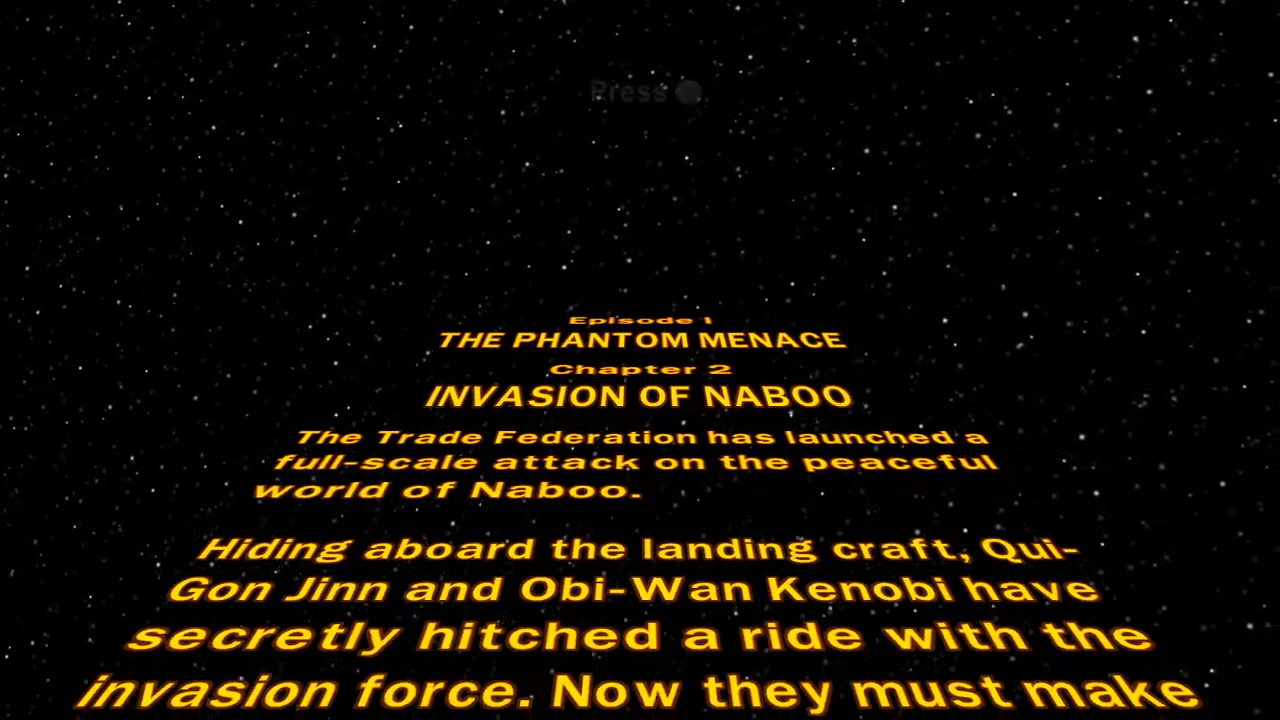 Press
Episode I
THE PHANTOM MENACE
Chapter 2
INVASION OF NABOO
The Trade Federation has launched a
full-scale attack on the peaceful
world of Naboo.
Hiding aboard the landing craft, Qui-
Gon Jinn and Obi-Wan Kenobi have
secretly hitched a ride with the
invasion force. Now they must make